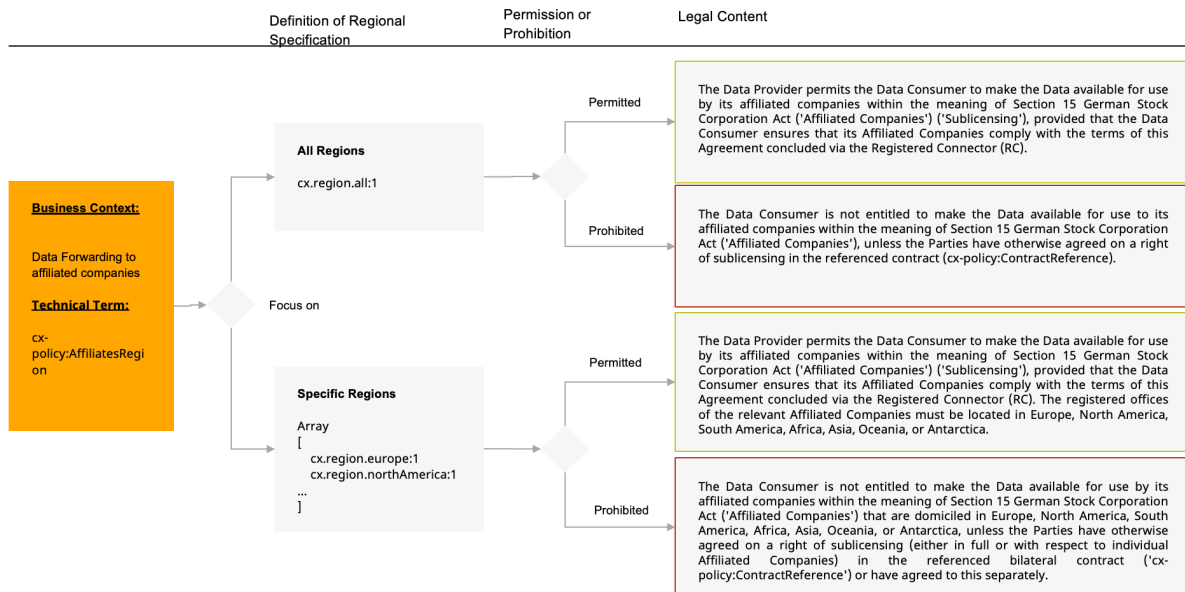 Definition of Regional
Specification
Permission or
Prohibition
Legal Content
Business Context:
Data Forwarding to
affiliated companies
Technical Term:
cx-
policy:AffiliatesRegi
on
Focus on
All Regions
cx.region.all:1
Permitted
The Data Provider permits the Data Consumer to make the Data available for use
by its affiliated companies within the meaning of Section 15 German Stock
Corporation Act ('Affiliated Companies') ('Sublicensing'), provided that the Data
Consumer ensures that its Affiliated Companies comply with the terms of this
Agreement concluded via the Registered Connector (RC).
Prohibited
The Data Consumer is not entitled to make the Data available for use to its
affiliated companies within the meaning of Section 15 German Stock Corporation
Act ('Affiliated Companies'), unless the Parties have otherwise agreed on a right
of sublicensing in the referenced contract (cx-policy:ContractReference).
Specific Regions
Array
[
cx.region.europe:1
cx.region.northAmerica:1
...
]
Permitted
The Data Provider permits the Data Consumer to make the Data available for use
by its affiliated companies within the meaning of Section 15 German Stock
Corporation Act ('Affiliated Companies') ('Sublicensing'), provided that the Data
Consumer ensures that its Affiliated Companies comply with the terms of this
Agreement concluded via the Registered Connector (RC). The registered offices
of the relevant Affiliated Companies must be located in Europe, North America,
South America, Africa, Asia, Oceania, or Antarctica.
Prohibited
The Data Consumer is not entitled to make the Data available for use by its
affiliated companies within the meaning of Section 15 German Stock Corporation
Act ('Affiliated Companies') that are domiciled in Europe, North America, South
America, Africa, Asia, Oceania, or Antarctica, unless the Parties have otherwise
agreed on a right of sublicensing (either in full or with respect to individual
Affiliated Companies) in the referenced bilateral contract ('cx-
policy:ContractReference') or have agreed to this separately.